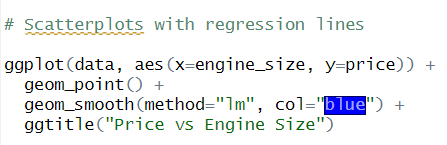 # Scatterplots with regression lines
ggplot(data, aes(x=engine_size, y=price)) +
  geom_point() +
  geom_smooth(method="lm", col="blue") +
  ggtitle("Price vs Engine Size")